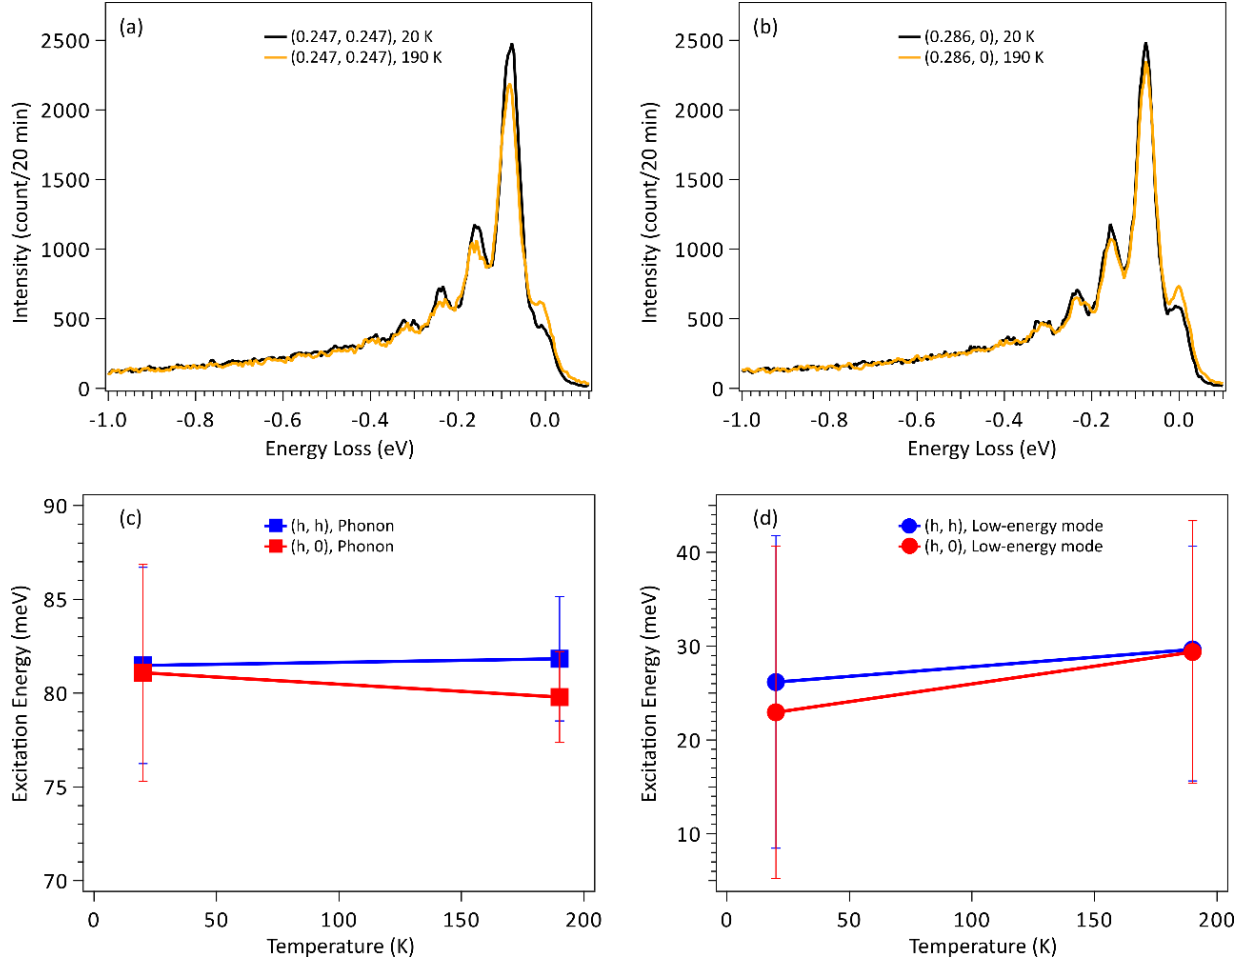 (a)
(0.247, 0.247), 20 K
(0.247, 0.247), 190 K
2500
2000
1500
1000
500
0
Intensity (count/20 min)
-1.0
-0.8
-0.6
-0.4
-0.2
0.0
Energy Loss (eV)
(b)
(0.286, 0), 20 K
(0.286, 0), 190 K
2500
2000
1500
1000
500
0
Intensity (count/20 min)
-1.0
-0.8
-0.6
-0.4
-0.2
0.0
Energy Loss (eV)
(c)
(h, h), Phonon
(h, 0), Phonon
90
85
80
75
70
Excitation Energy (meV)
0
50
100
150
200
Temperature (K)
(d)
(h, h), Low-energy mode
(h, 0), Low-energy mode
40
30
20
10
Excitation Energy (meV)
0
50
100
150
200
Temperature (K)